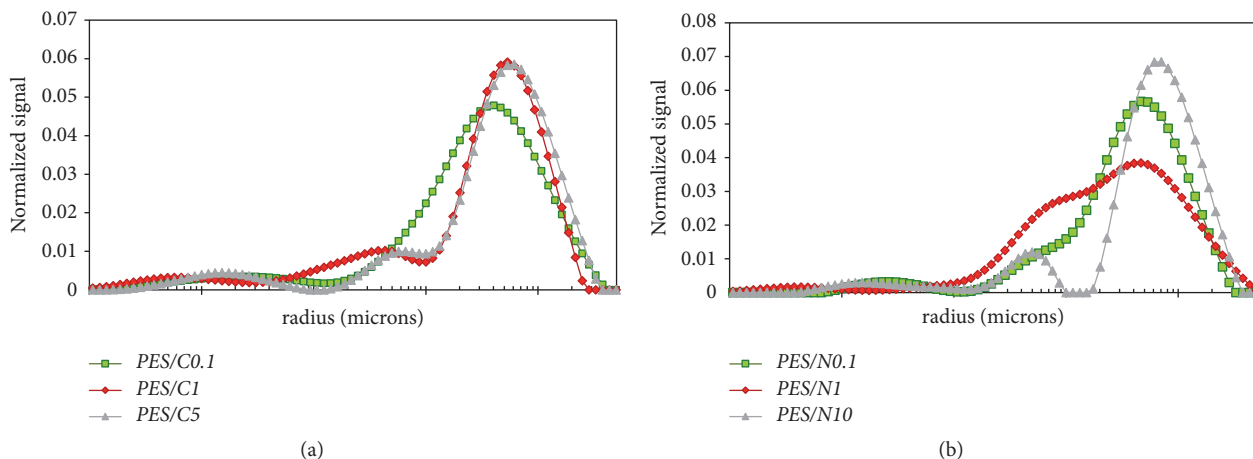 0.07
0.06
0.05
0.04
0.03
0.02
0.01
0
Normalized signal
radius (microns)
PES/C0.1
PES/C1
PES/C5
(a)
0.08
0.07
0.06
0.05
0.04
0.03
0.02
0.01
0
Normalized signal
radius (microns)
PES/N0.1
PES/N1
PES/N10
(b)